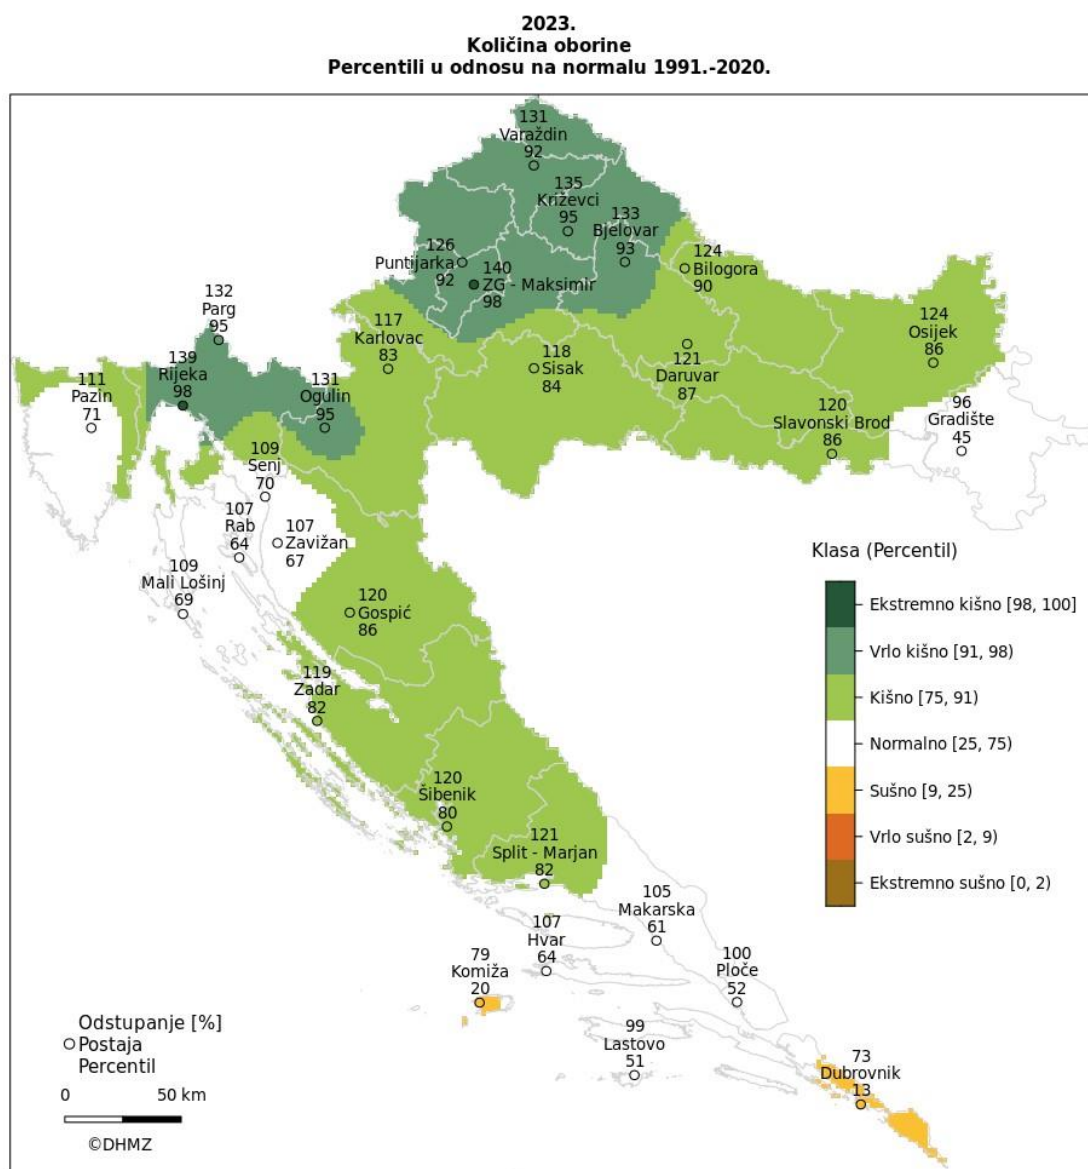 2023.
Količina oborine
Percentili u odnosu na normalu 1991.-2020.
131
Varaždin
92
135
Križevci
95
133
Bjelovar
93
126
Puntijarka
92
140
ZG - Maksimir
98
124
Bilogora
90
132
Parg
95
117
Karlovac
83
118
Sisak
84
121
Daruvar
87
124
Osijek
86
139
Rijeka
98
111
Pazin
71
131
Ogulin
95
120
Slavonski Brod
86
96
Gradište
45
109
Senj
70
107
Rab
64
107
Zavižan
67
109
Mali Lošinj
69
120
Gospić
86
119
Zadar
82
120
Šibenik
80
121
Split - Marjan
82
105
Makarska
61
107
Hvar
64
79
Komiža
20
100
Ploče
52
99
Lastovo
51
73
Dubrovnik
13
Klasa (Percentil)
Ekstremno kišno [98, 100]
Vrlo kišno [91, 98)
Kišno [75, 91)
Normalno [25, 75)
Sušno [9, 25)
Vrlo sušno [2, 9)
Ekstremno sušno [0, 2)
Odstupanje [%]
Postaja
Percentil
0 50 km
©DHMZ